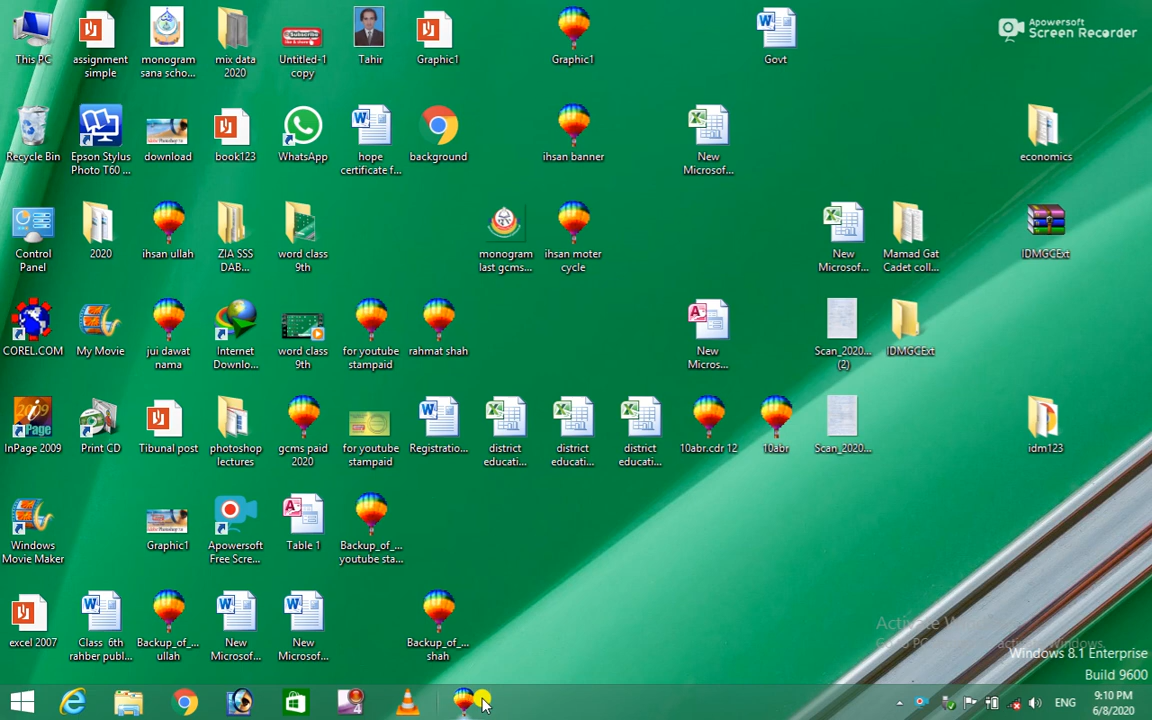 Apowersoft
Screen Recorder
This PC
assignment
simple
monogram
sana scho...
mix data
2020
Subscribe
Untitled-1
copy
Tahir
Graphic1
Graphic1
Govt
Recycle Bin
Epson Stylus
Photo T60 ...
download
book123
WhatsApp
hope
certificate f...
background
ihsan banner
New
Microsof...
economics
Control
Panel
2020
ihsan ullah
ZIA SSS
DAB...
word class
9th
monogram
last gcms...
ihsan moter
cycle
New
Microsof...
Mamad Gat
Cadet coll...
IDMGCExt
COREL.COM
My Movie
jui dawat
nama
Internet
Downlo...
word class
9th
for youtube
stampaid
rahmat shah
New
Micros...
Scan_2020...
(2)
IDMGCExt
2009
iPage
InPage 2009
Print CD
Tibunal post
photoshop
lectures
gcms paid
2020
for youtube
stampaid
Registratio...
district
educati...
district
educati...
district
educati...
10abr.cdr 12
10abr
Scan_2020...
idm123
Windows
Movie Maker
Graphic1
Apowersoft
Free Scre...
Table 1
Backup_of_...
youtube sta...
excel 2007
Class 6th
rahber publ...
Backup_of_...
ullah
New
Microsof...
New
Microsof...
Backup_of_...
shah
Windows 8.1 Enterprise
Build 9600
ENG
9:10 PM
6/8/2020